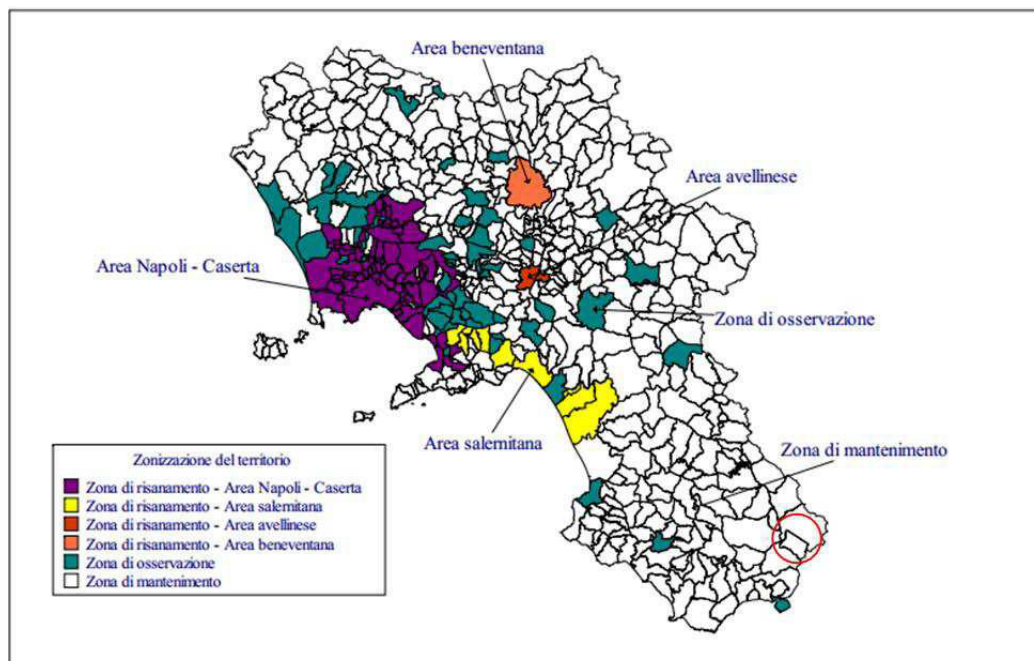 Area beneventana
Area avellinese
Area Napoli - Caserta
Zona di osservazione
Area salernitana
Zona di mantenimento
Zonizzazione del territorio
Zona di risanamento - Area Napoli - Caserta
Zona di risanamento - Area salernitana
Zona di risanamento - Area avellinese
Zona di risanamento - Area beneventana
Zona di osservazione
Zona di mantenimento